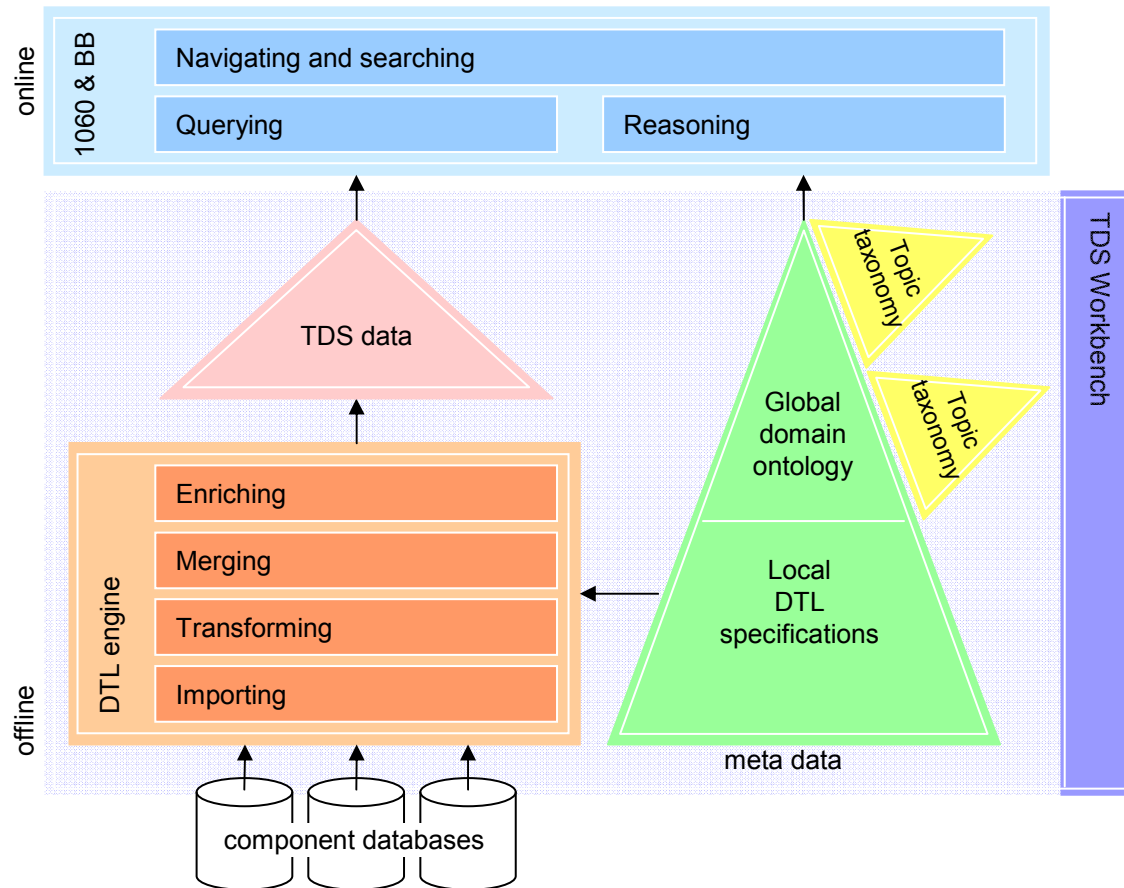 online
1060 & BB
Navigating and searching
Querying
Reasoning
TDS Workbench
Topic
taxonomy
Topic
taxonomy
TDS data
Global
domain
ontology
Local
DTL
specifications
meta data
offline
DTL engine
Enriching
Merging
Transforming
Importing
component databases